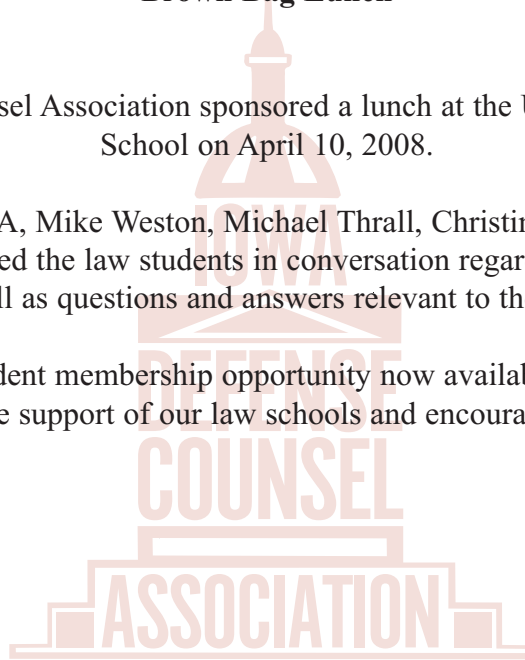 Brown Bag Lunch
sel Association sponsored a lunch at the
School on April 10, 2008.
A, Mike Weston, Michael Thrall, Christin
ed the law students in conversation regar
ll as questions and answers relevant to th
dent membership opportunity now availab
e support of our law schools and encoura
IOWA
DEFENSE
COUNSEL
ASSOCIATION